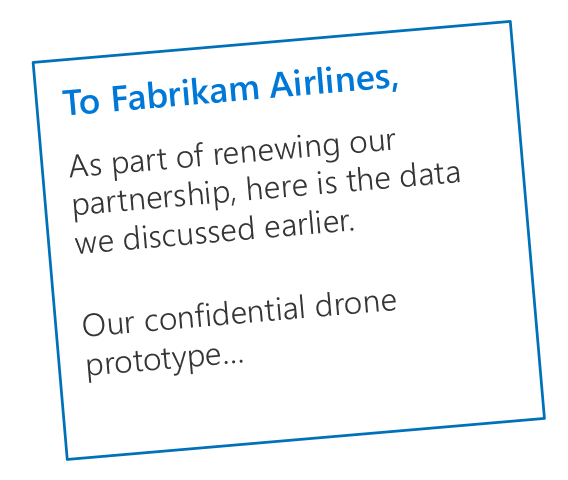 To Fabrikam Airlines,
As part of renewing our
partnership, here is the data
we discussed earlier.
Our confidential drone
prototype...